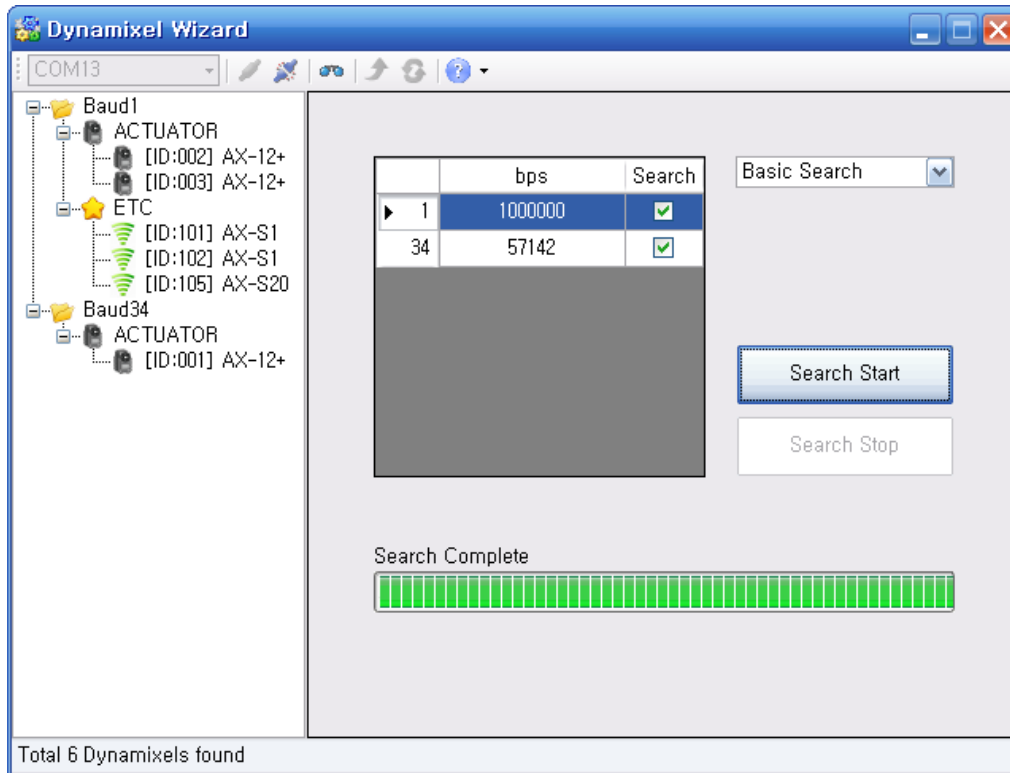 Dynamixel Wizard
COM13
Baud1
ACTUATOR
[ID:002] AX-12+
[ID:003] AX-12+
ETC
[ID:101] AX-S1
[ID:102] AX-S1
[ID:105] AX-S20
Baud34
ACTUATOR
[ID:001] AX-12+
bps Search
1 1000000
34 57142
Basic Search
Search Start
Search Stop
Search Complete
Total 6 Dynamixels found